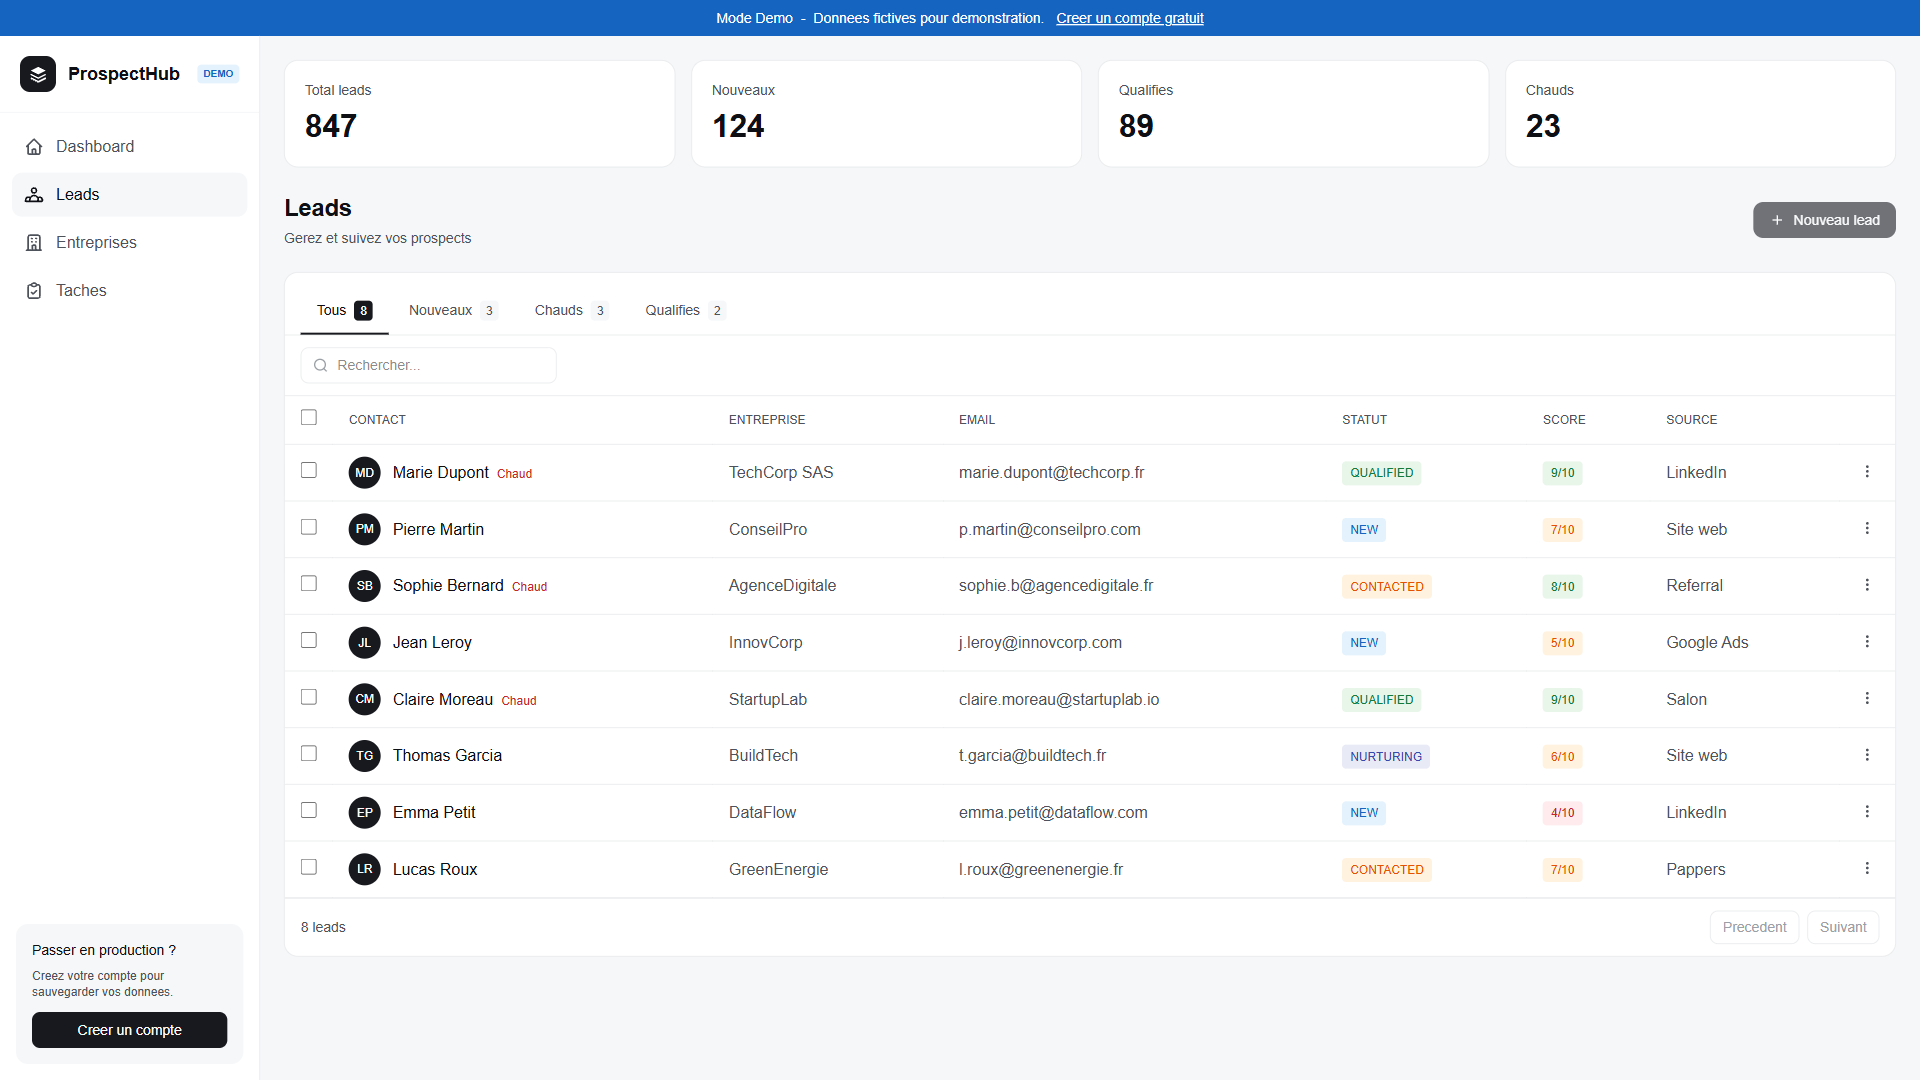 Mode Demo - Donnees fictives pour demonstration. Creer un compte gratuit
ProspectHub DEMO
Dashboard
Leads
Entreprises
Taches
Passer en production ?
Creez votre compte pour
sauvegarder vos donnees.
Creer un compte
Total leads
847
Nouveaux
124
Qualifies
89
Chauds
23
Leads
Gerez et suivez vos prospects
+ Nouveau lead
Tous 8 Nouveaux 3 Chauds 3 Qualifies 2
Rechercher...
CONTACT ENTREPRISE EMAIL STATUT SCORE SOURCE
MD Marie Dupont Chaud TechCorp SAS marie.dupont@techcorp.fr QUALIFIED 9/10 LinkedIn
PM Pierre Martin ConseilPro p.martin@conseilpro.com NEW 7/10 Site web
SB Sophie Bernard Chaud AgenceDigitale sophie.b@agencedigitale.fr CONTACTED 8/10 Referral
JL Jean Leroy InnovCorp j.leroy@innovcorp.com NEW 5/10 Google Ads
CM Claire Moreau Chaud StartupLab claire.moreau@startuplab.io QUALIFIED 9/10 Salon
TG Thomas Garcia BuildTech t.garcia@buildtech.fr NURTURING 6/10 Site web
EP Emma Petit DataFlow emma.petit@dataflow.com NEW 4/10 LinkedIn
LR Lucas Roux GreenEnergie l.roux@greenenergie.fr CONTACTED 7/10 Pappers
8 leads
Precedent Suivant